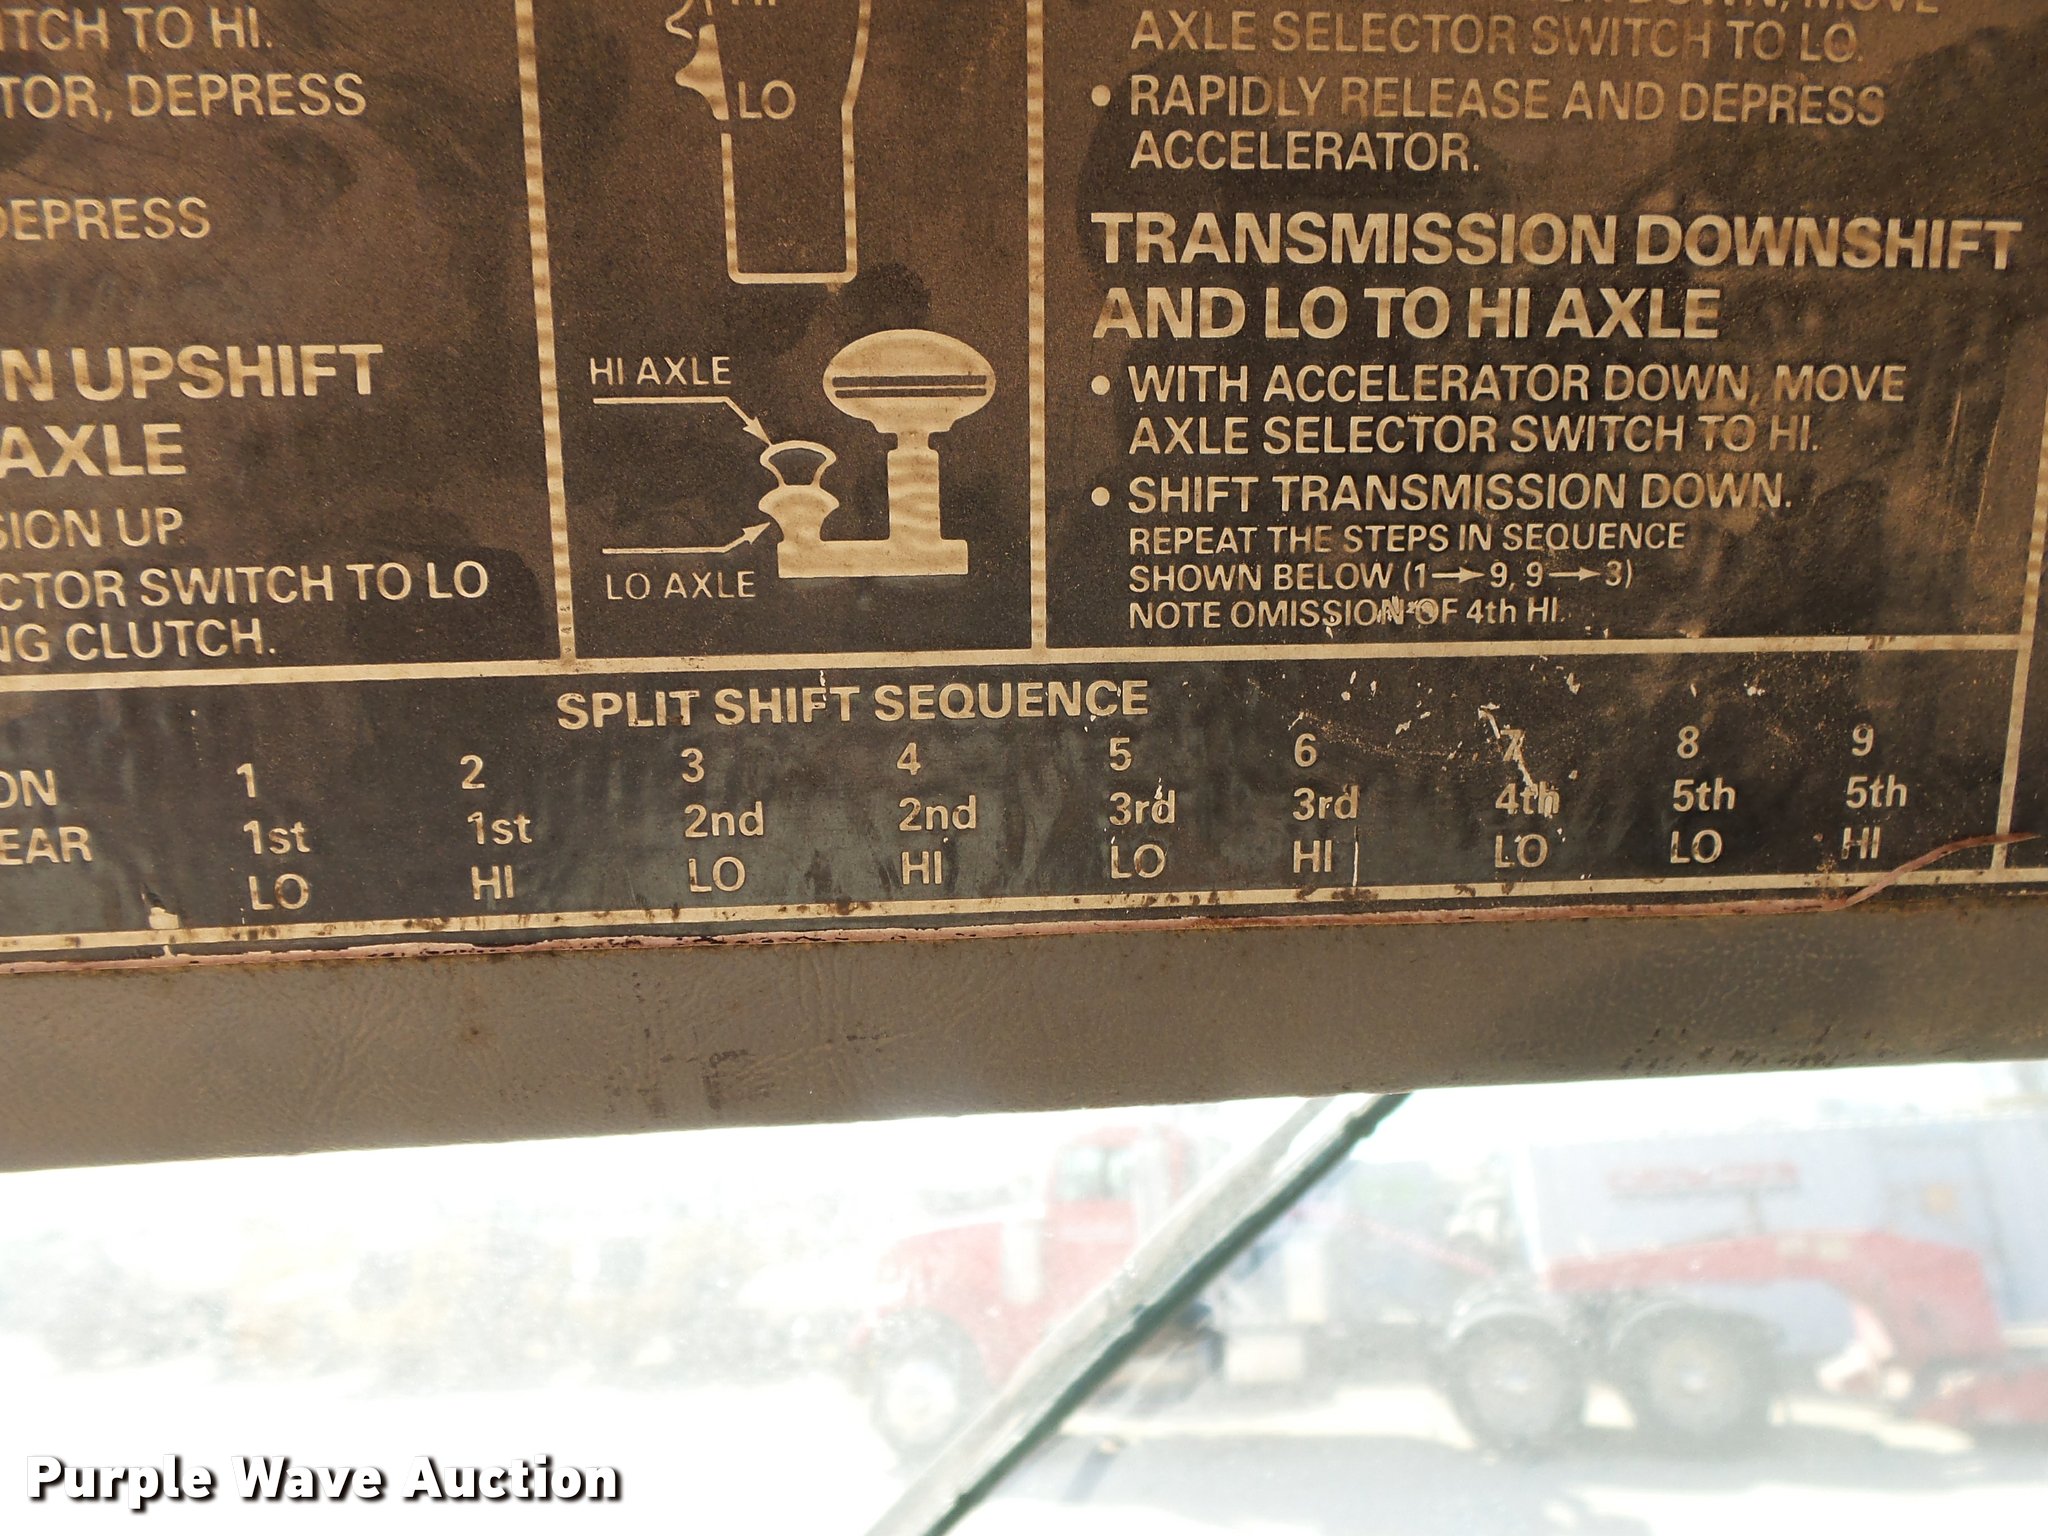 TCH TO HI.
TOR, DEPRESS
DEPRESS
N UPSHIFT
AXLE
SION UP
CTOR SWITCH TO LO
NG CLUTCH.
HI
LO
HI AXLE
LO AXLE
DOWN, MOVE
AXLE SELECTOR SWITCH TO LO.
• RAPIDLY RELEASE AND DEPRESS
ACCELERATOR.
TRANSMISSION DOWNSHIFT
AND LO TO HI AXLE
• WITH ACCELERATOR DOWN, MOVE
AXLE SELECTOR SWITCH TO HI.
• SHIFT TRANSMISSION DOWN.
REPEAT THE STEPS IN SEQUENCE
SHOWN BELOW (1→9, 9→3)
NOTE OMISSION OF 4th HI.
SPLIT SHIFT SEQUENCE
1 2 3 4 5 6 7 8 9
ON 1st 1st 2nd 2nd 3rd 3rd 4th 5th 5th
EAR LO HI LO HI LO HI LO LO HI
Purple Wave Auction